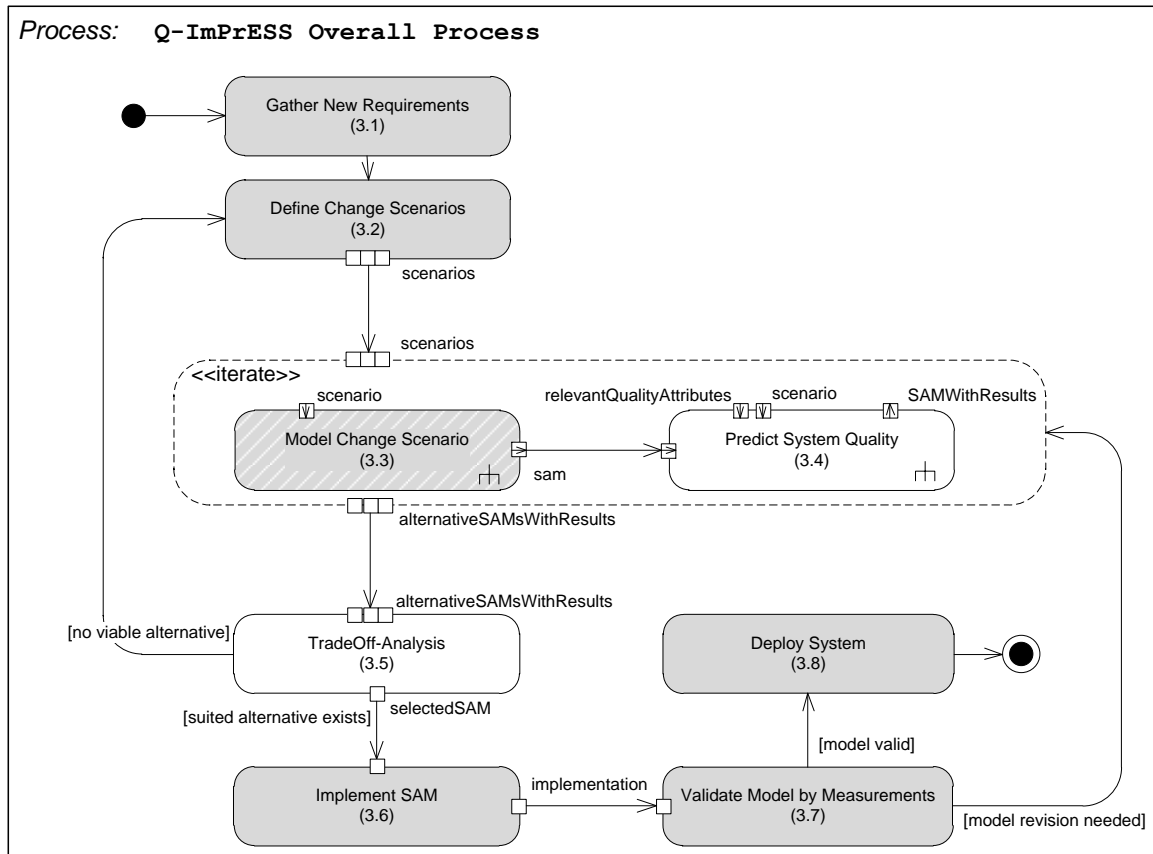 Process: Q-ImPrESS Overall Process
Gather New Requirements
(3.1)
Define Change Scenarios
(3.2)
scenarios
scenarios
<<iterate>>
scenario
relevantQualityAttributes
scenario
SAMWithResults
Model Change Scenario
(3.3)
sam
Predict System Quality
(3.4)
alternativeSAMsWithResults
alternativeSAMsWithResults
[no viable alternative]
TradeOff-Analysis
(3.5)
Deploy System
(3.8)
selectedSAM
[suited alternative exists]
[model valid]
Implement SAM
(3.6)
implementation
Validate Model by Measurements
(3.7)
[model revision needed]